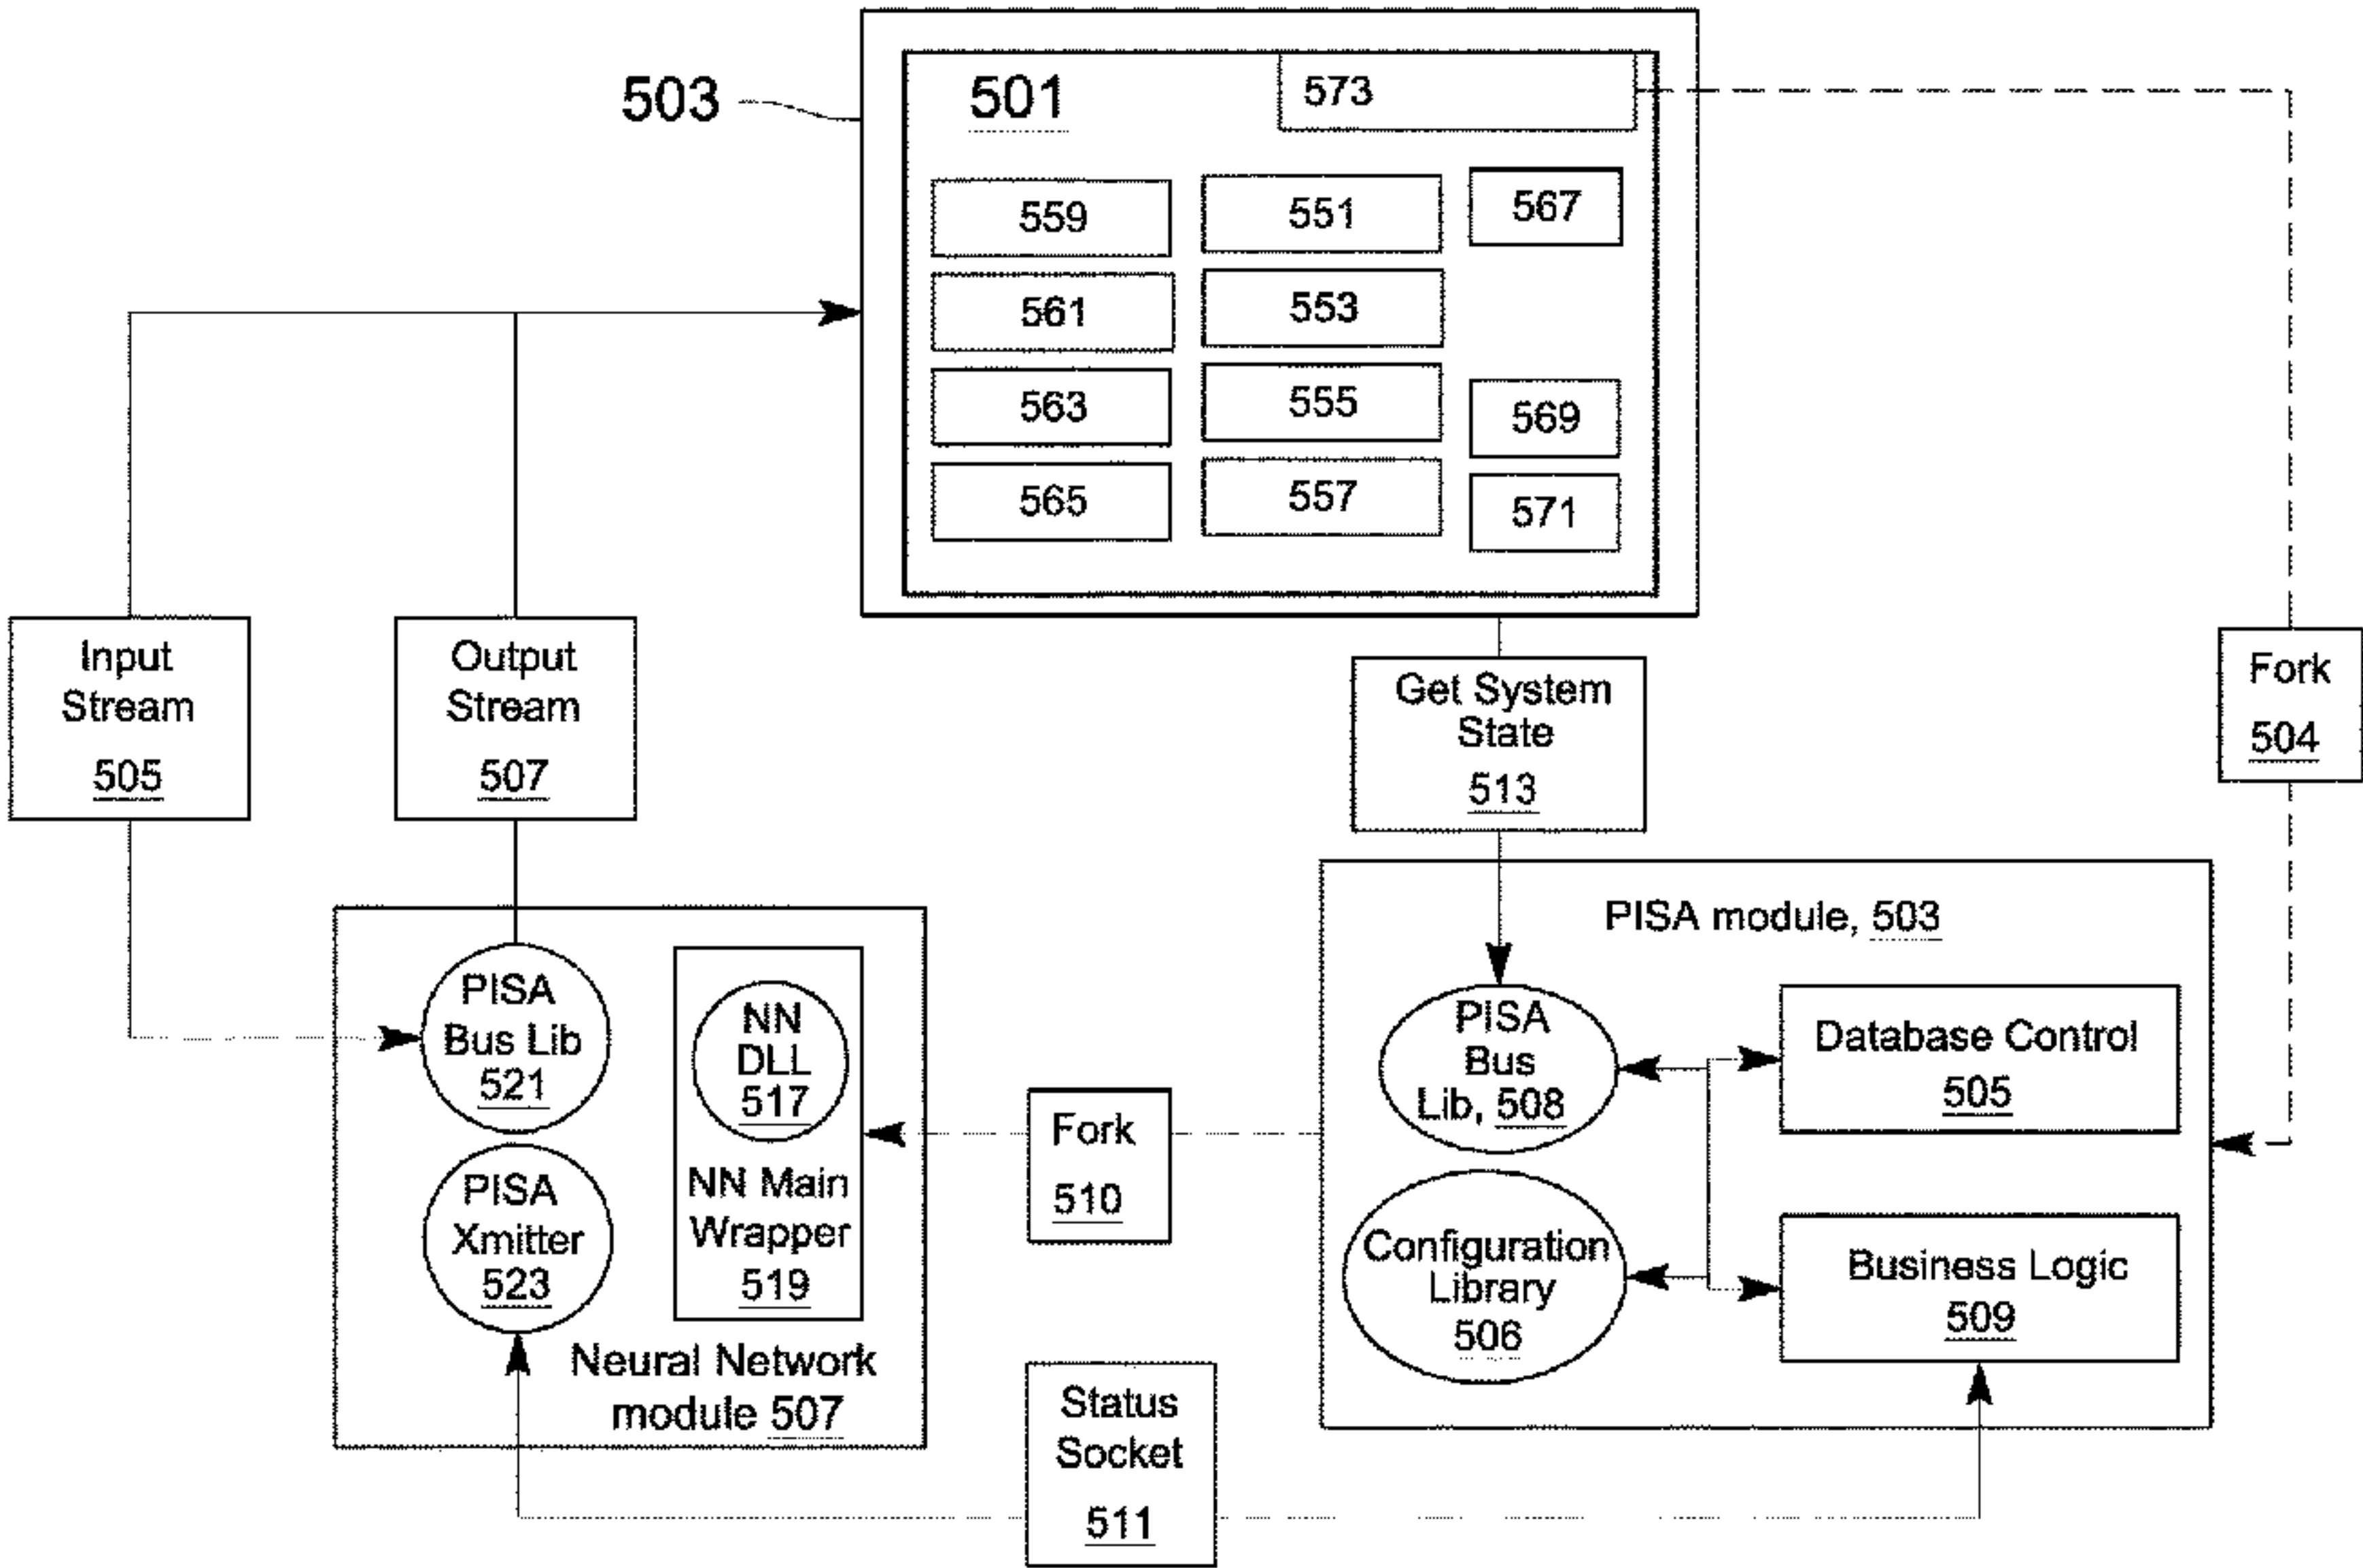 503
501
573
559
551
567
561
553
563
555
569
565
557
571
Input
Stream
505
Output
Stream
507
Get System
State
513
Fork
504
PISA module, 503
PISA
Bus Lib
521
NN
DLL
517
PISA
Xmitter
523
NN Main
Wrapper
519
Neural Network
module 507
Fork
510
PISA
Bus
Lib, 508
Database Control
505
Configuration
Library
506
Business Logic
509
Status
Socket
511